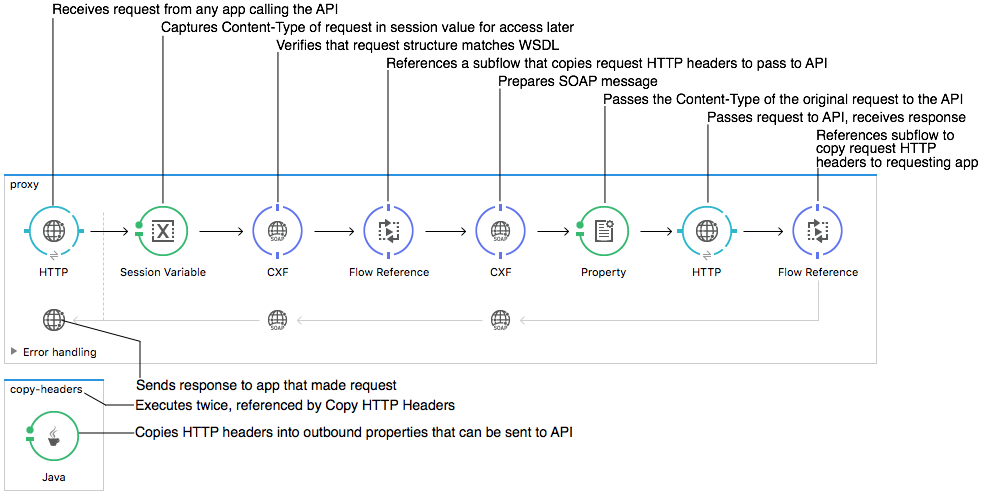 Receives request from any app calling the API
Captures Content-Type of request in session value for access later
Verifies that request structure matches WSDL
References a subflow that copies request HTTP headers to pass to API
Prepares SOAP message
Passes the Content-Type of the original request to the API
Passes request to API, receives response
References subflow to
copy request HTTP
headers to requesting app
proxy
X
SOAP
SOAP
HTTP
Session Variable
CXF
Flow Reference
CXF
Property
HTTP
Flow Reference
SOAP
SOAP
Error handling
Sends response to app that made request
copy-headers
Executes twice, referenced by Copy HTTP Headers
Copies HTTP headers into outbound properties that can be sent to API
Java